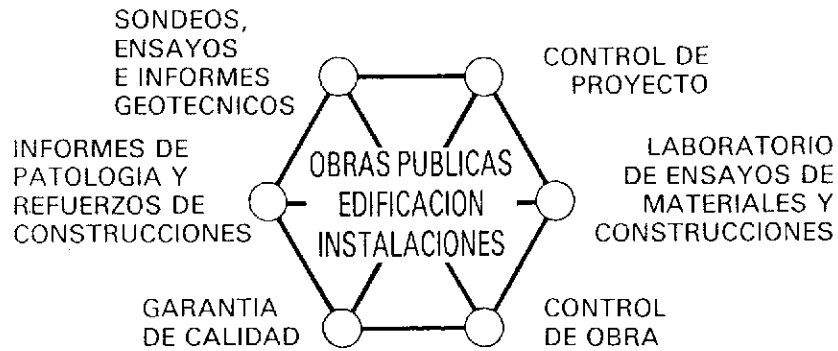 SONDEOS,
ENSAYOS
E INFORMES
GEOTECNICOS
CONTROL DE
PROYECTO
INFORMES DE
PATOLOGIA Y
REFUERZOS DE
CONSTRUCCIONES
OBRAS PUBLICAS
EDIFICACION
INSTALACIONES
LABORATORIO
DE ENSAYOS DE
MATERIALES Y
CONSTRUCCIONES
GARANTIA
DE CALIDAD
CONTROL
DE OBRA